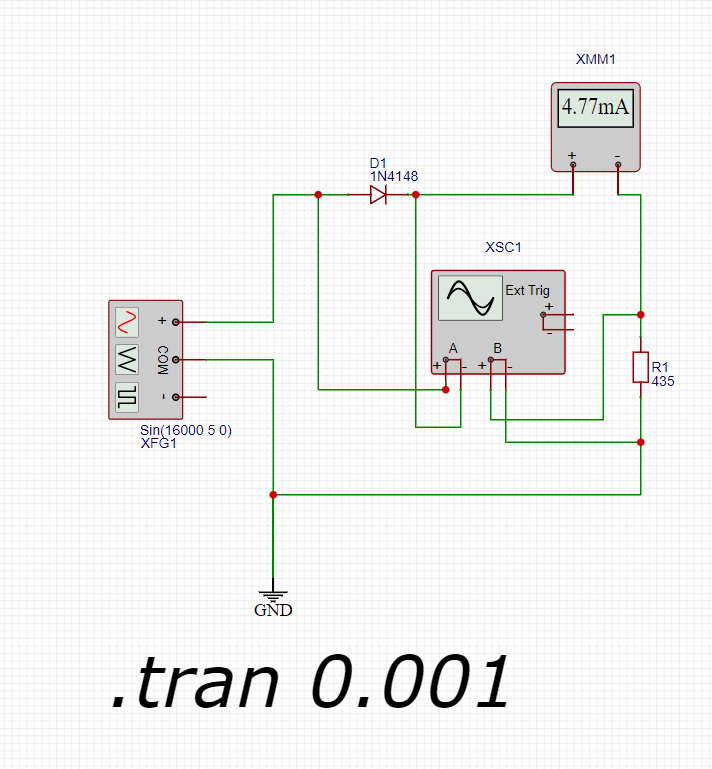 XMM1
4.77mA
+ -
D1
1N4148
XSC1
Ext Trig
+
-
A B
+ - + -
+
COM
-
R1
435
Sin(16000 5 0)
XFG1
GND
.tran 0.001